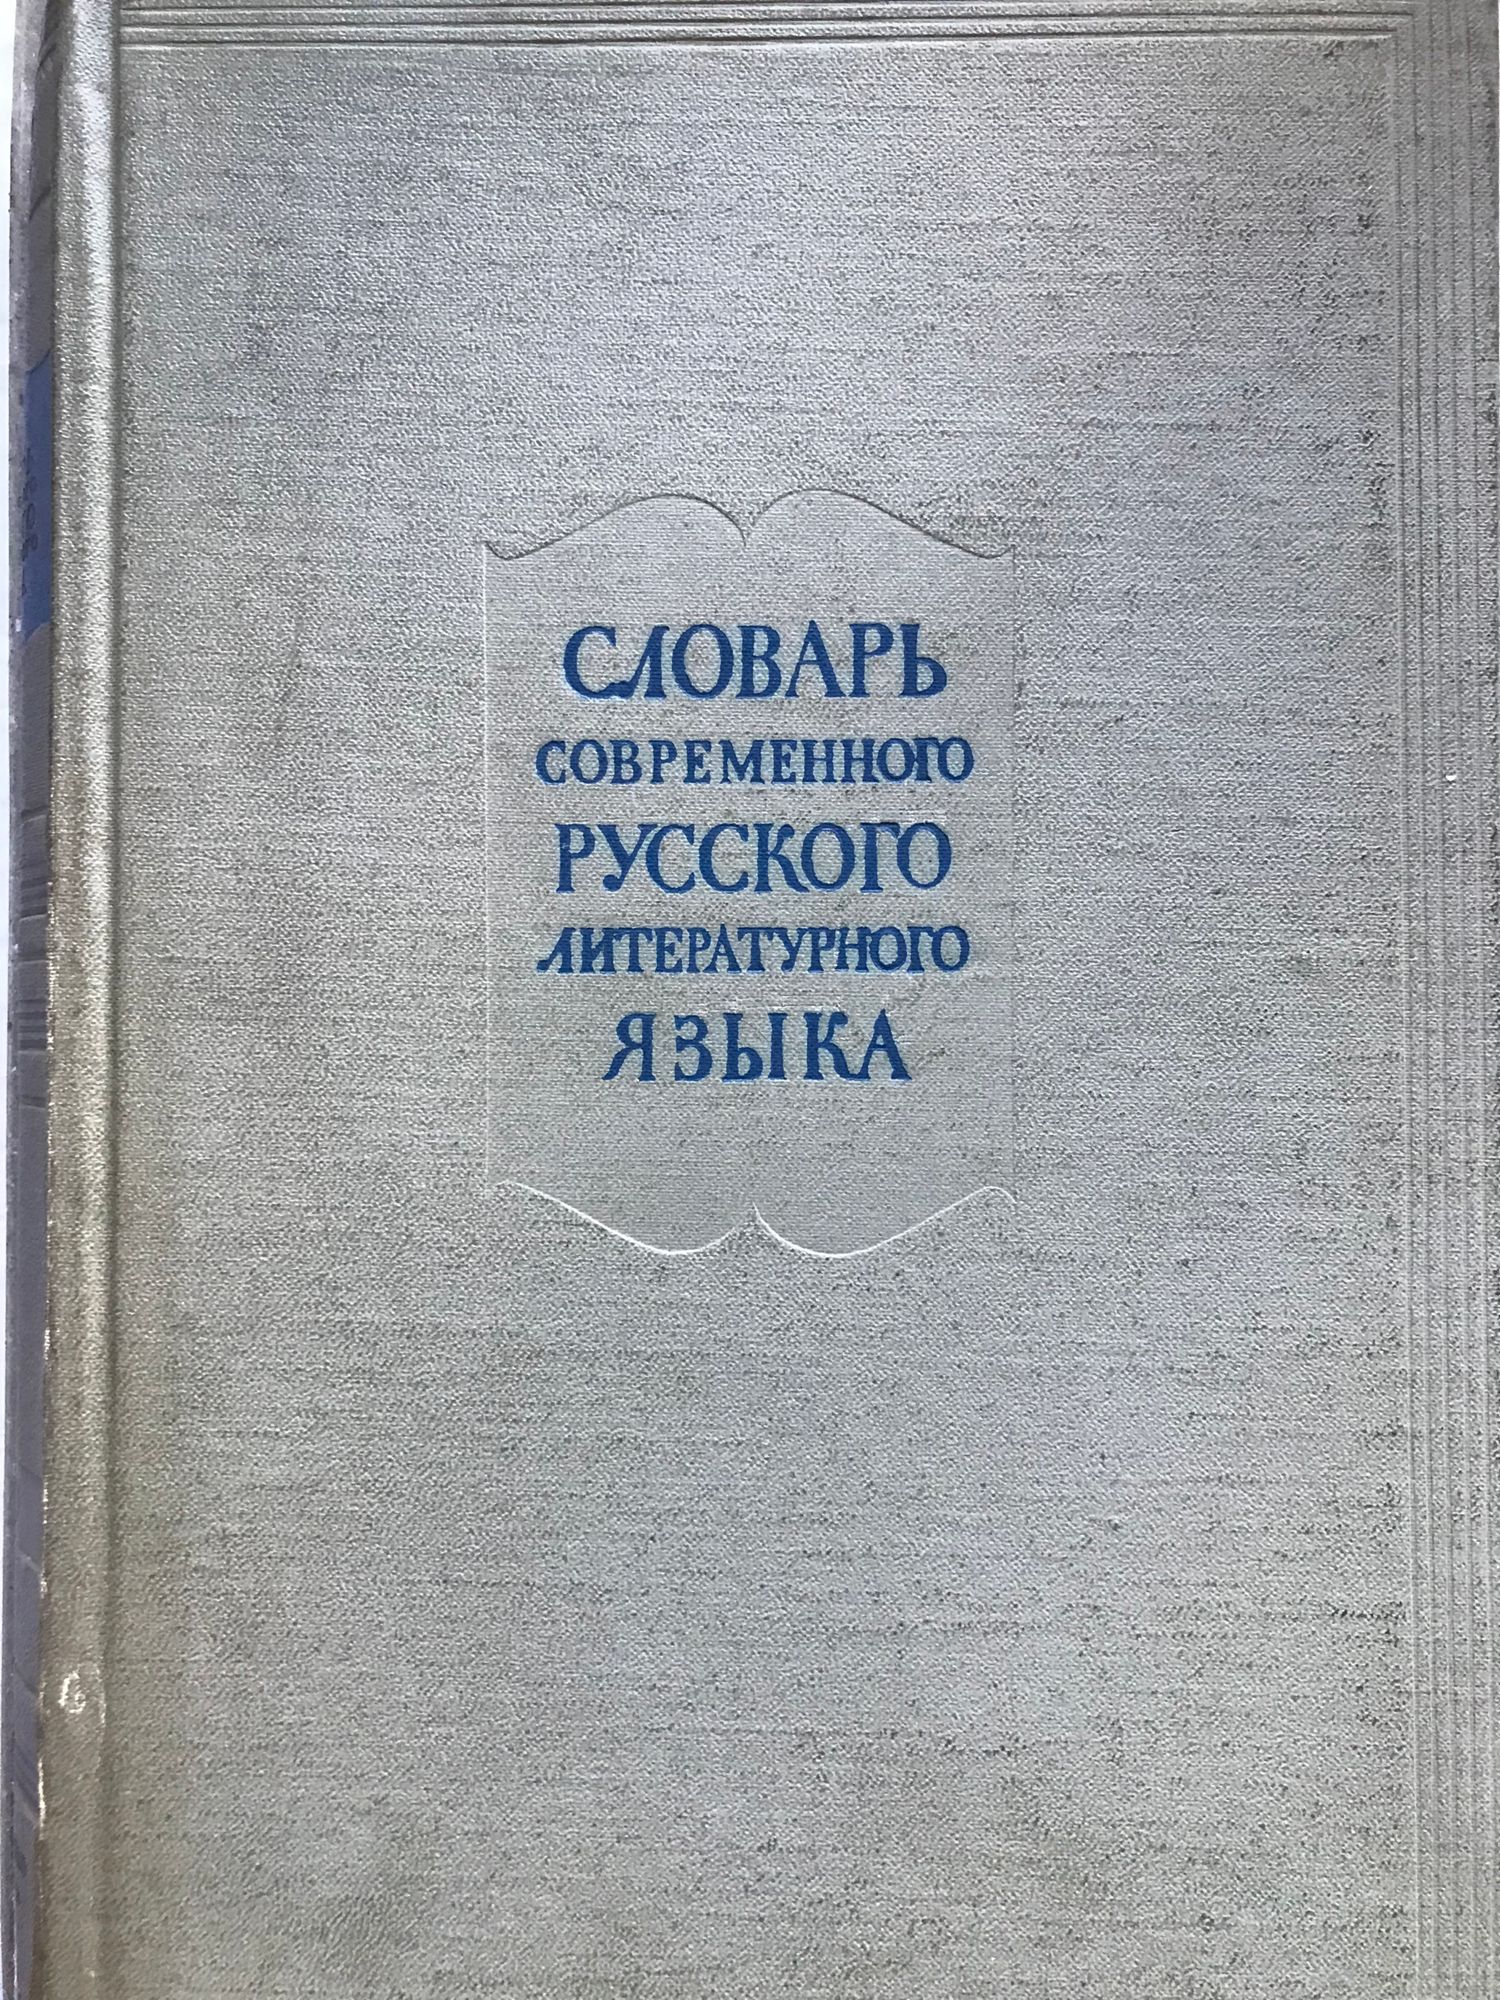 СЛОВАРЬ
СОВРЕМЕННОГО
РУССКОГО
ЛИТЕРАТУРНОГО
ЯЗЫКА